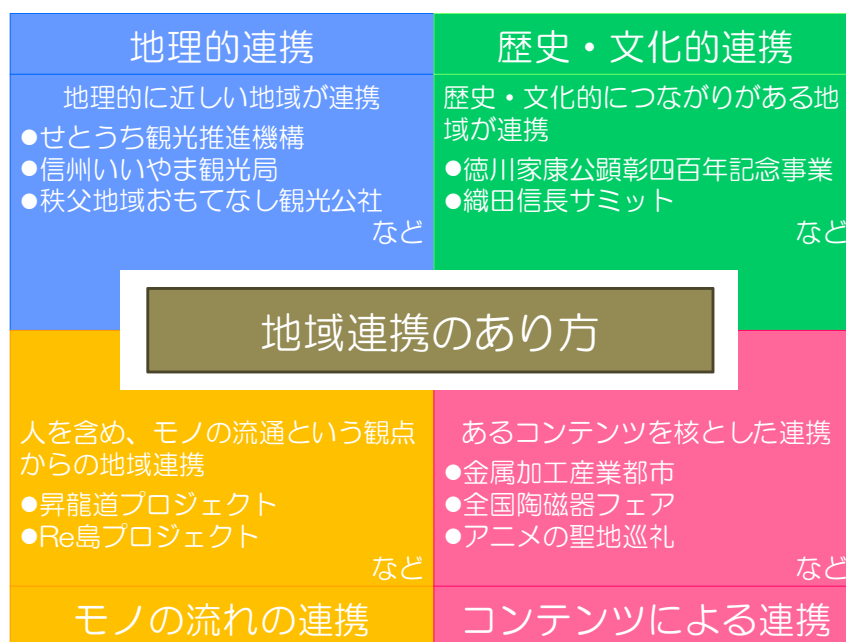 地理的連携
地理的に近しい地域が連携
●せとうち観光推進機構
●信州いいやま観光局
●秩父地域おもてなし観光公社
など
歴史・文化的連携
歴史・文化的につながりがある地
域が連携
●徳川家康公顕彰四百年記念事業
●織田信長サミット
など
地域連携のあり方
人を含め、モノの流通という観点
からの地域連携
●昇龍道プロジェクト
●Re島プロジェクト
など
モノの流れの連携
あるコンテンツを核とした連携
●金属加工産業都市
●全国陶磁器フェア
●アニメの聖地巡礼
など
コンテンツによる連携